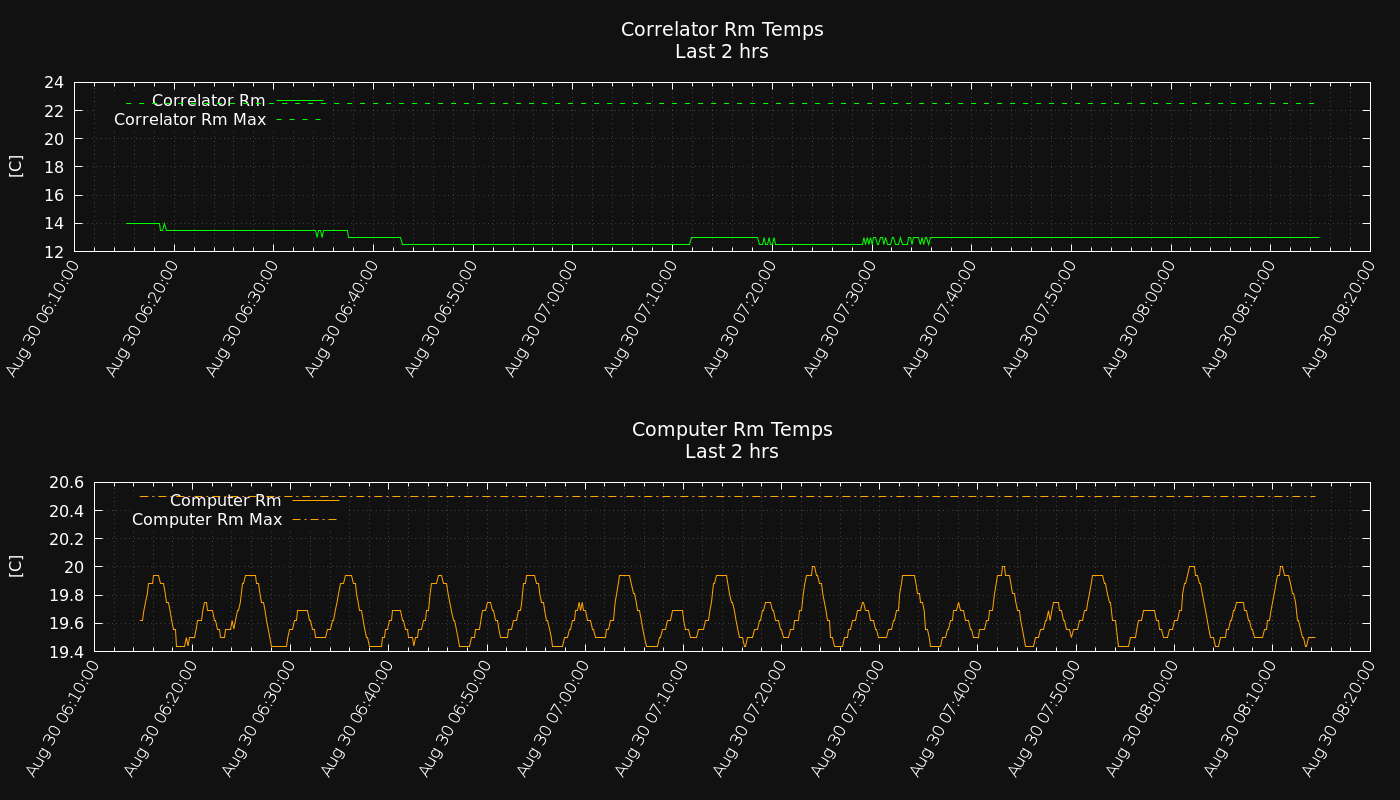 Correlator Rm Temps
Last 2 hrs
24
22
20
18
16
14
12
[C]
Correlator Rm
Correlator Rm Max
Aug 30 06:10:00
Aug 30 06:20:00
Aug 30 06:30:00
Aug 30 06:40:00
Aug 30 06:50:00
Aug 30 07:00:00
Aug 30 07:10:00
Aug 30 07:20:00
Aug 30 07:30:00
Aug 30 07:40:00
Aug 30 07:50:00
Aug 30 08:00:00
Aug 30 08:10:00
Aug 30 08:20:00
Computer Rm Temps
Last 2 hrs
20.6
20.4
20.2
20
19.8
19.6
19.4
[C]
Computer Rm
Computer Rm Max
Aug 30 06:10:00
Aug 30 06:20:00
Aug 30 06:30:00
Aug 30 06:40:00
Aug 30 06:50:00
Aug 30 07:00:00
Aug 30 07:10:00
Aug 30 07:20:00
Aug 30 07:30:00
Aug 30 07:40:00
Aug 30 07:50:00
Aug 30 08:00:00
Aug 30 08:10:00
Aug 30 08:20:00